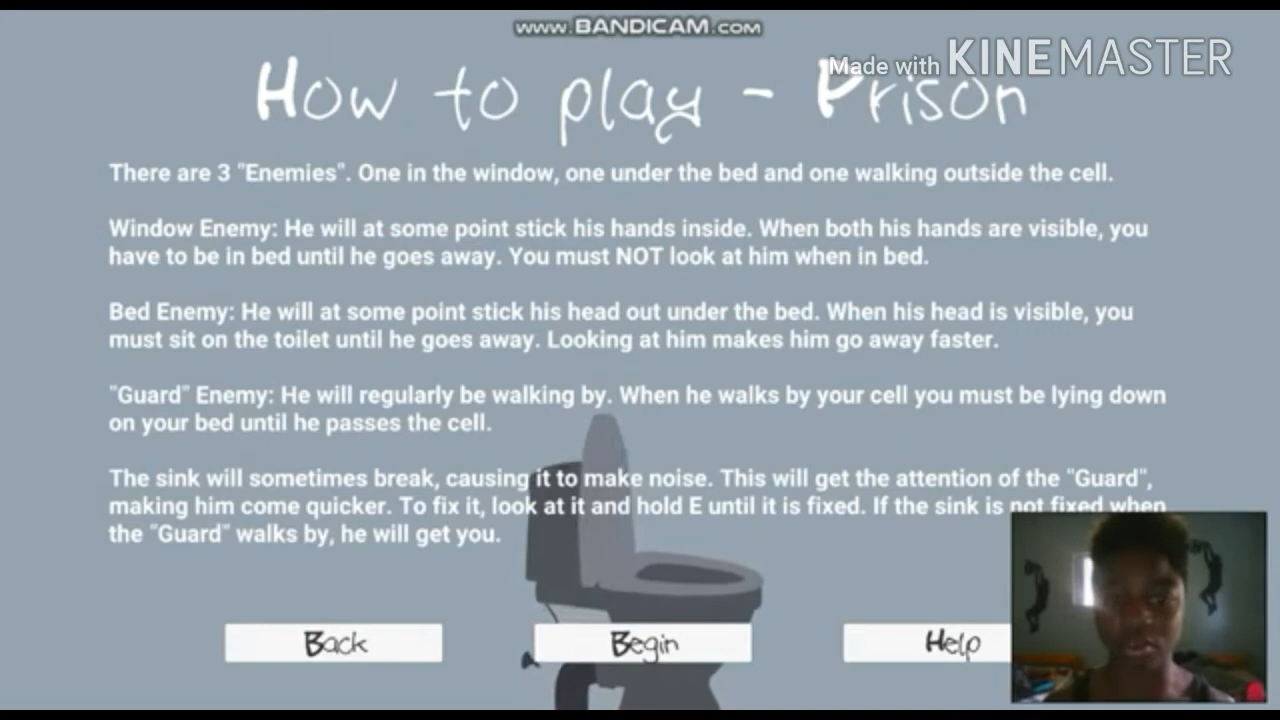 www.BANDICAM.com
Made with KINEMASTER
How to play - Prison
There are 3 "Enemies". One in the window, one under the bed and one walking outside the cell.
Window Enemy: He will at some point stick his hands inside. When both his hands are visible, you
have to be in bed until he goes away. You must NOT look at him when in bed.
Bed Enemy: He will at some point stick his head out under the bed. When his head is visible, you
must sit on the toilet until he goes away. Looking at him makes him go away faster.
"Guard" Enemy: He will regularly be walking by. When he walks by your cell you must be lying down
on your bed until he passes the cell.
The sink will sometimes break, causing it to make noise. This will get the attention of the "Guard",
making him come quicker. To fix it, look at it and hold E until it is fixed. If the sink is not fixed when
the "Guard" walks by, he will get you.
Back Begin Help